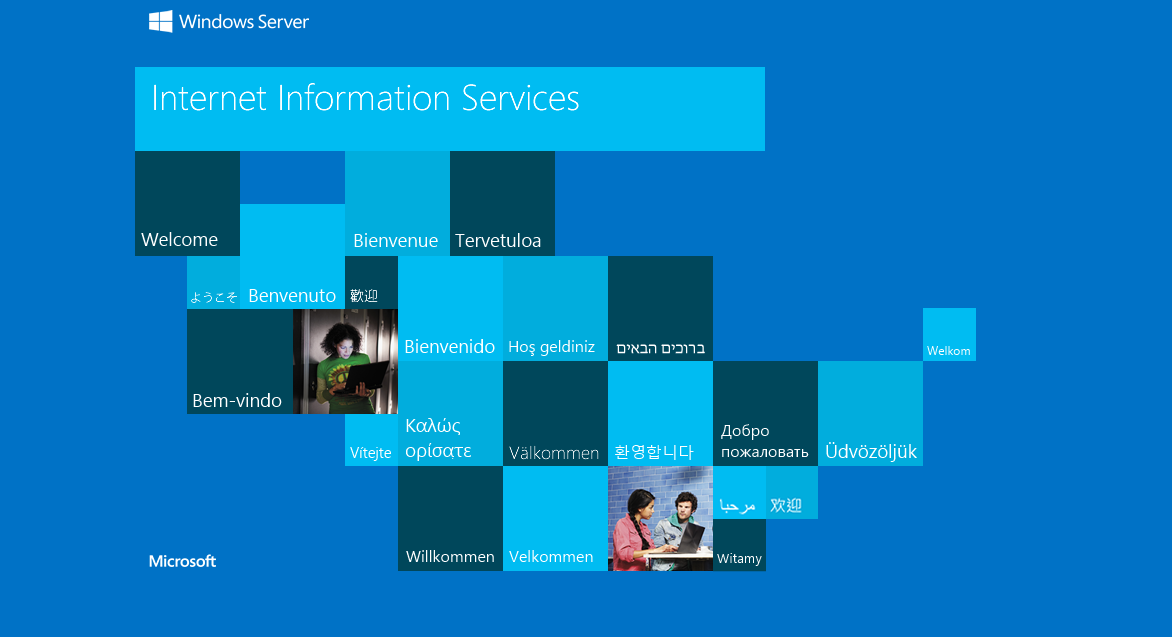 Windows Server
Internet Information Services
Welcome
Bienvenue
Tervetuloa
ようこそ
Benvenuto
歡迎
Bienvenido
Hoş geldiniz
ברוכים הבאים
Welkom
Bem-vindo
Vítejte
Καλώς
ορίσατε
Välkommen
환영합니다
Добро
пожаловать
Üdvözöljük
Microsoft
Willkommen
Velkommen
مرحبا
欢迎
Witamy